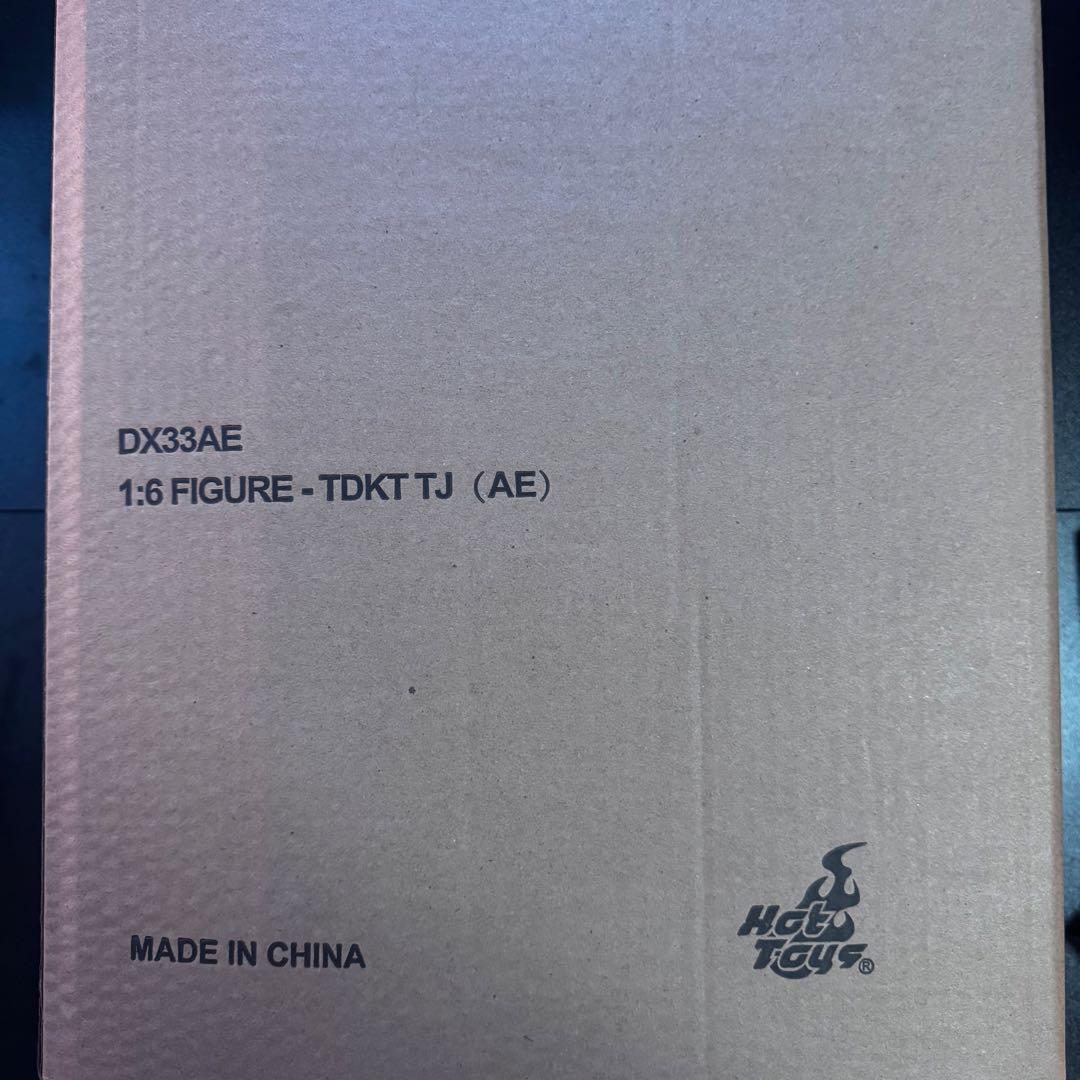 DX33AE
1:6 FIGURE - TDKT TJ （AE）
MADE IN CHINA
Hot
Toys®